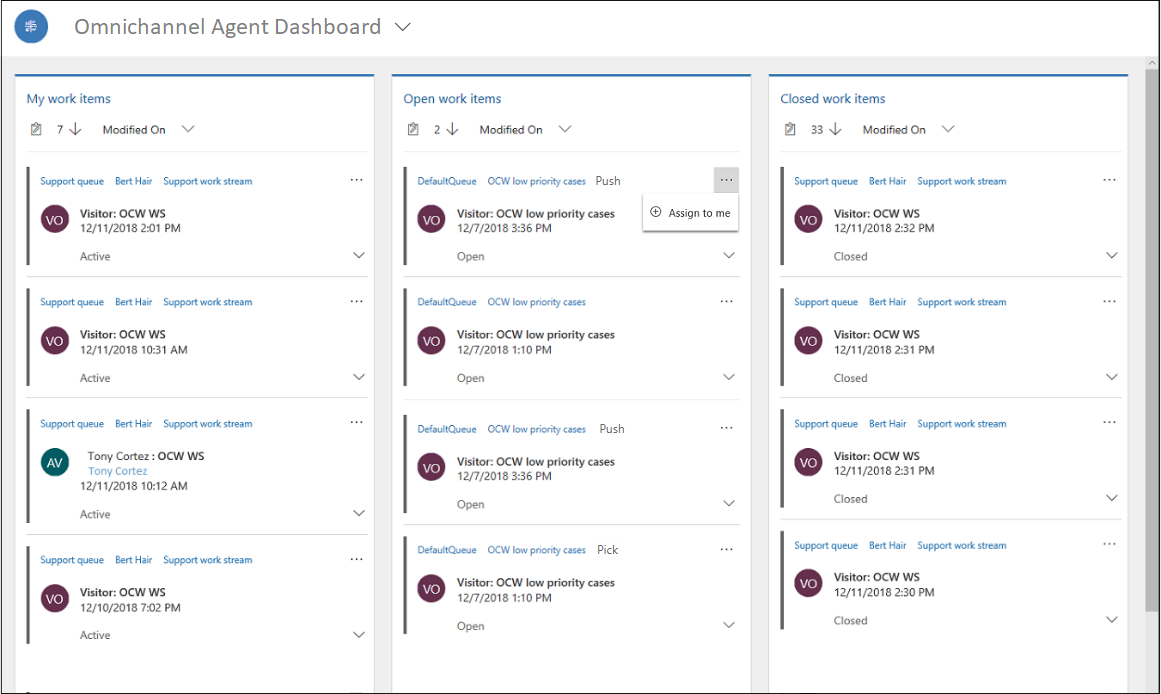 Omnichannel Agent Dashboard
My work items
7 Modified On
Support queue Bert Hair Support work stream ...
VO
Visitor: OCW WS
12/11/2018 2:01 PM
Active
Support queue Bert Hair Support work stream ...
VO
Visitor: OCW WS
12/11/2018 10:31 AM
Active
Support queue Bert Hair Support work stream ...
AV
Tony Cortez : OCW WS
Tony Cortez
12/11/2018 10:12 AM
Active
Support queue Bert Hair Support work stream ...
VO
Visitor: OCW WS
12/10/2018 7:02 PM
Active
Open work items
2 Modified On
DefaultQueue OCW low priority cases Push ...
Assign to me
VO
Visitor: OCW low priority cases
12/7/2018 3:36 PM
Open
DefaultQueue OCW low priority cases ...
VO
Visitor: OCW low priority cases
12/7/2018 1:10 PM
Open
DefaultQueue OCW low priority cases Push ...
VO
Visitor: OCW low priority cases
12/7/2018 3:36 PM
Open
DefaultQueue OCW low priority cases Pick ...
VO
Visitor: OCW low priority cases
12/7/2018 1:10 PM
Open
Closed work items
33 Modified On
Support queue Bert Hair Support work stream ...
VO
Visitor: OCW WS
12/11/2018 2:32 PM
Closed
Support queue Bert Hair Support work stream ...
VO
Visitor: OCW WS
12/11/2018 2:31 PM
Closed
Support queue Bert Hair Support work stream ...
VO
Visitor: OCW WS
12/11/2018 2:31 PM
Closed
Support queue Bert Hair Support work stream ...
VO
Visitor: OCW WS
12/11/2018 2:30 PM
Closed